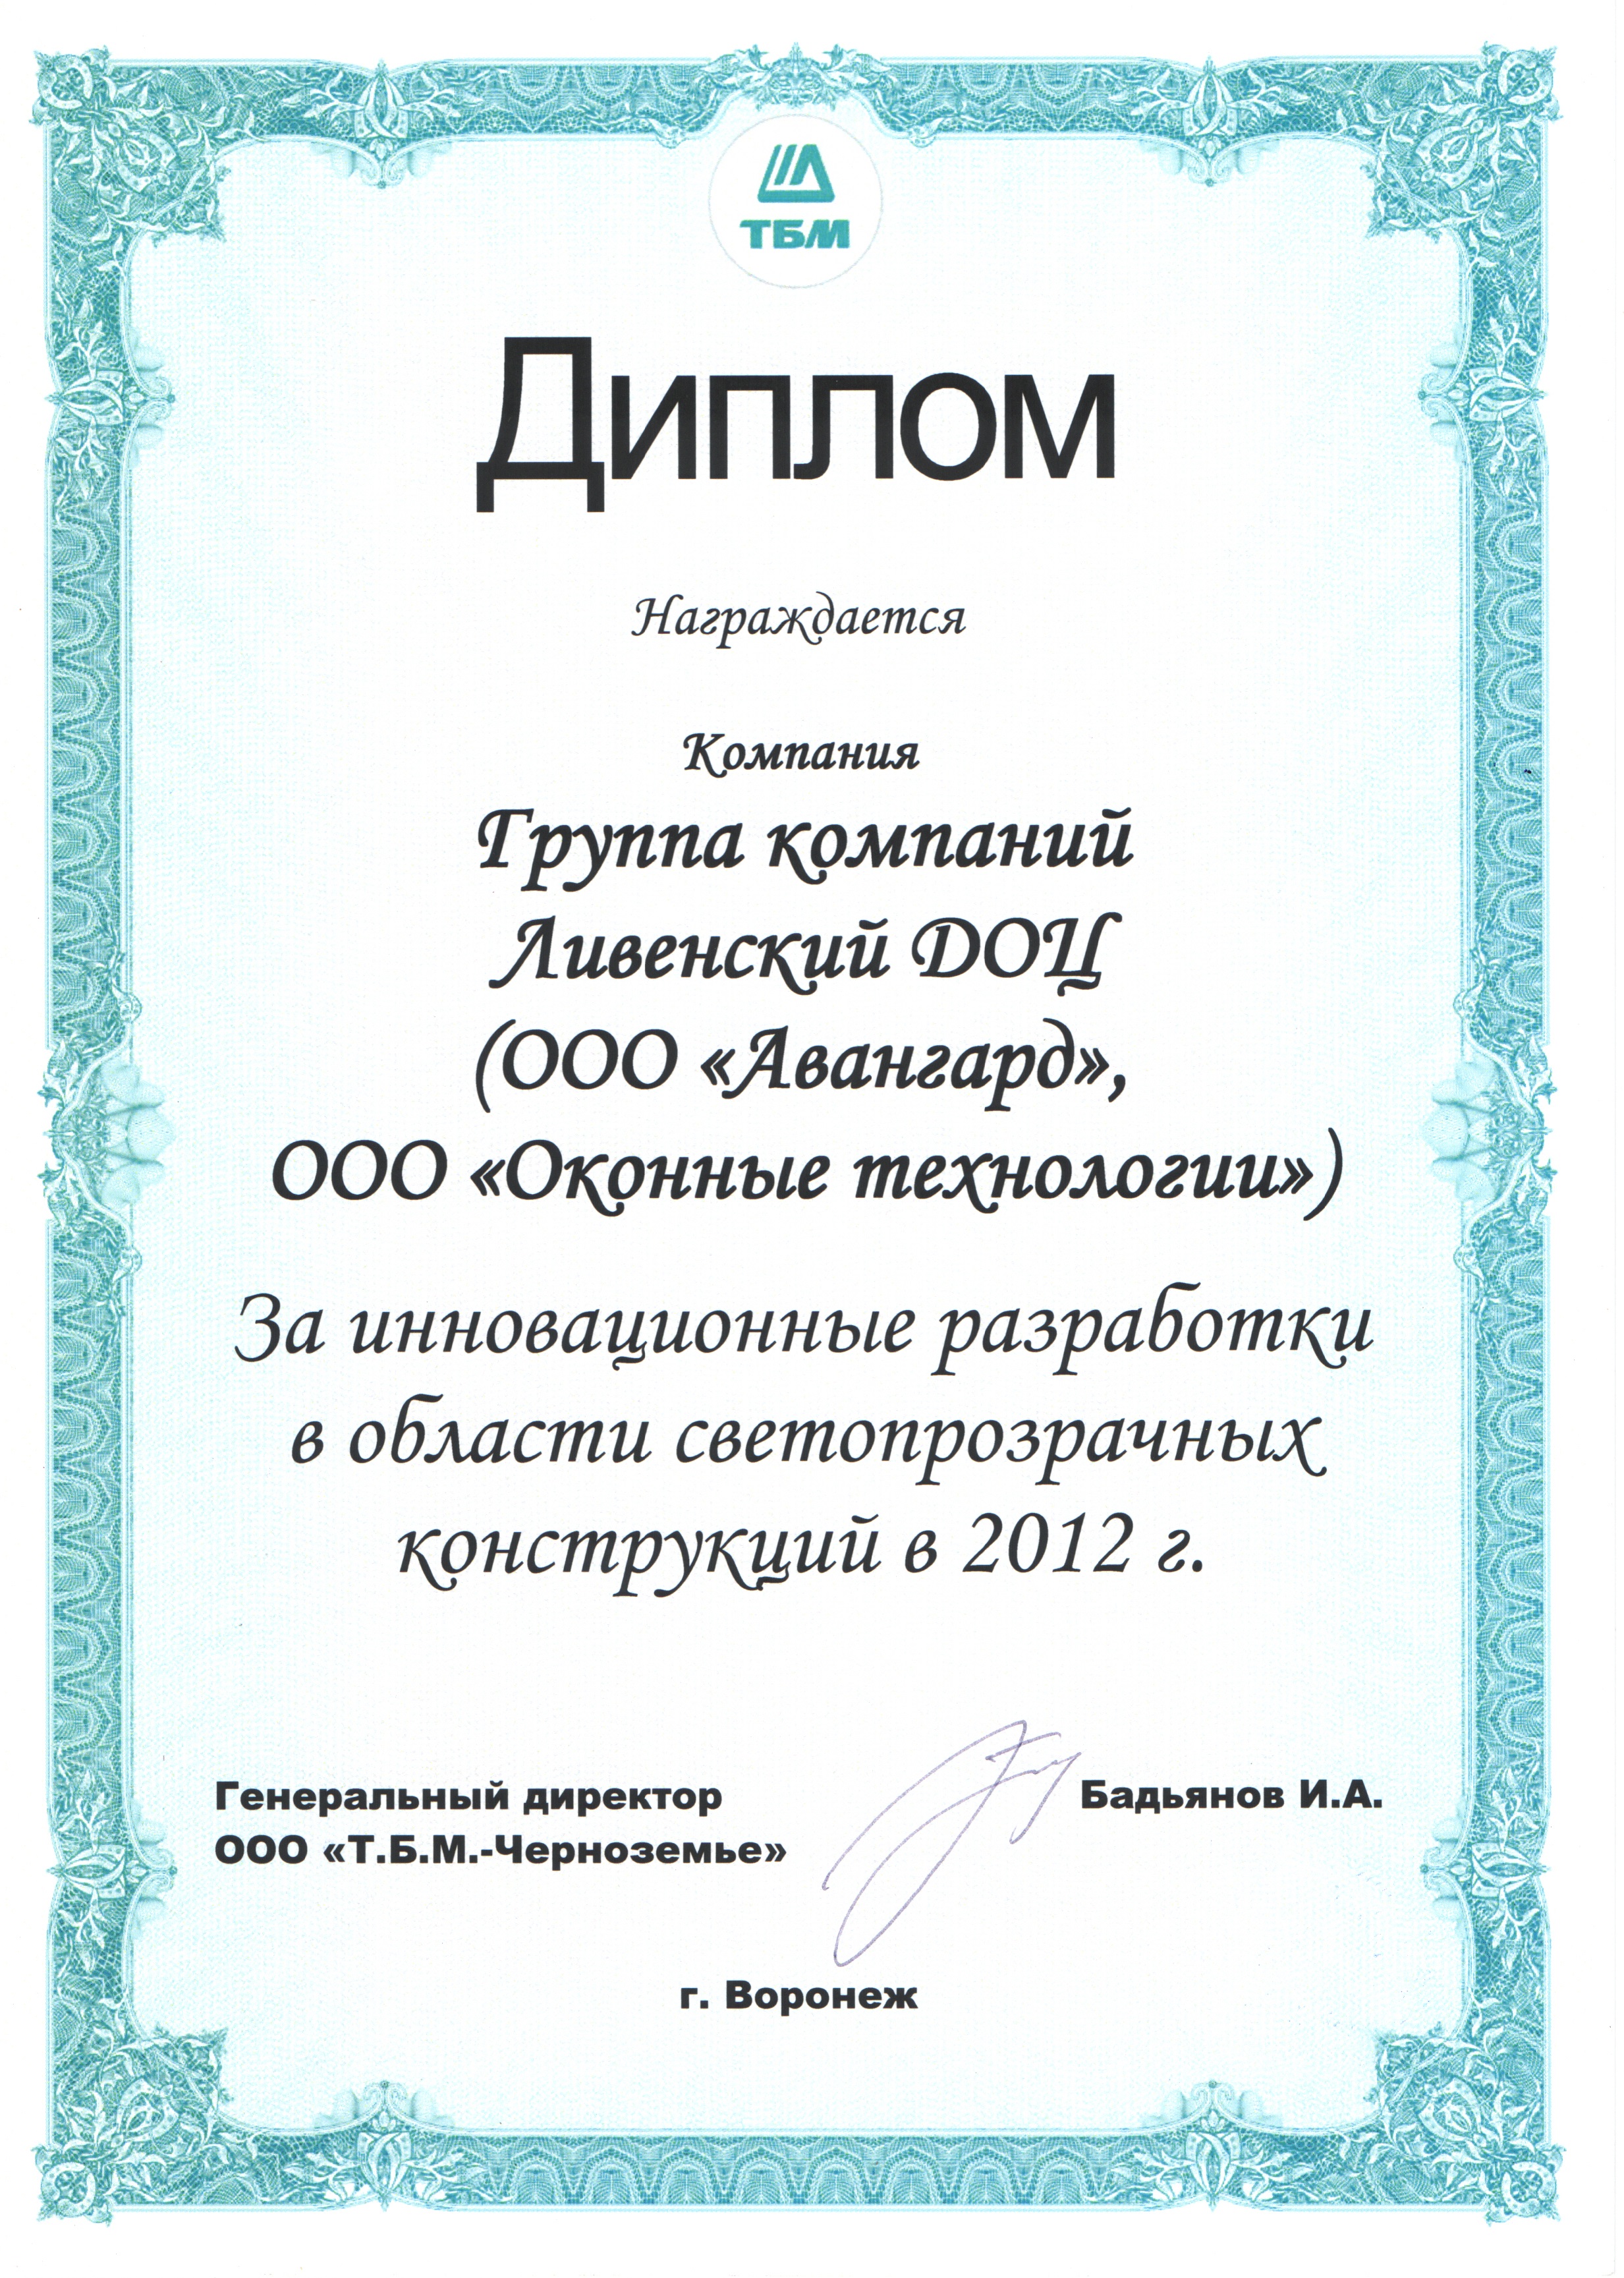 ТБМ
Диплом
Награждается
Компания
Группа компаний
Ливенский ДОЦ
(ООО «Авангард»,
ООО «Оконные технологии»)
За инновационные разработки
в области светопрозрачных
конструкций в 2012 г.
Генеральный директор
Бадьянов И.А.
ООО «Т.Б.М.-Черноземье»
г. Воронеж